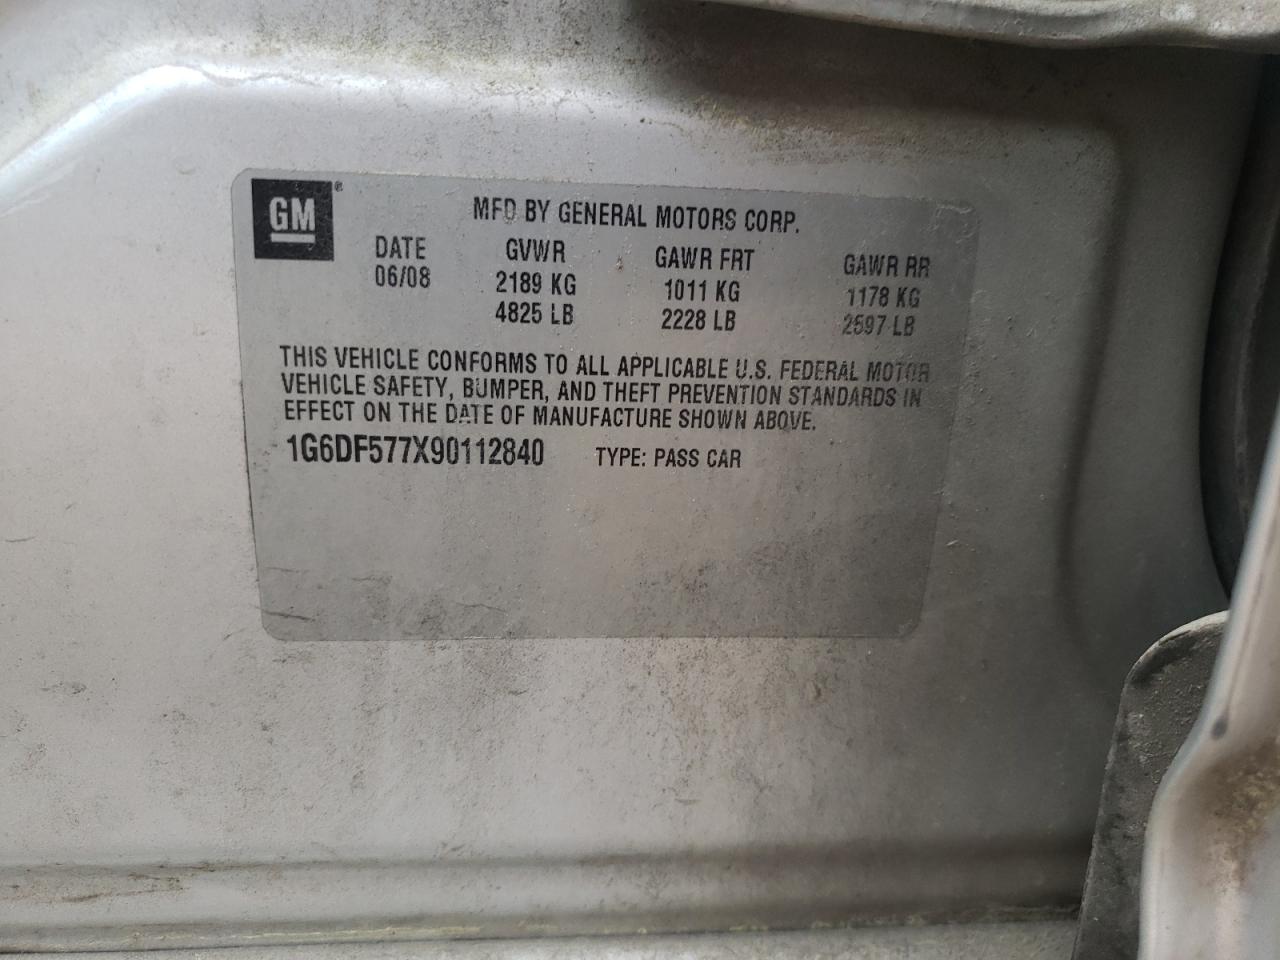 GM®
MFD BY GENERAL MOTORS CORP.
DATE GVWR GAWR FRT GAWR RR
06/08 2189 KG 1011 KG 1178 KG
4825 LB 2228 LB 2597 LB
THIS VEHICLE CONFORMS TO ALL APPLICABLE U.S. FEDERAL MOTOR
VEHICLE SAFETY, BUMPER, AND THEFT PREVENTION STANDARDS IN
EFFECT ON THE DATE OF MANUFACTURE SHOWN ABOVE.
1G6DF577X90112840 TYPE: PASS CAR